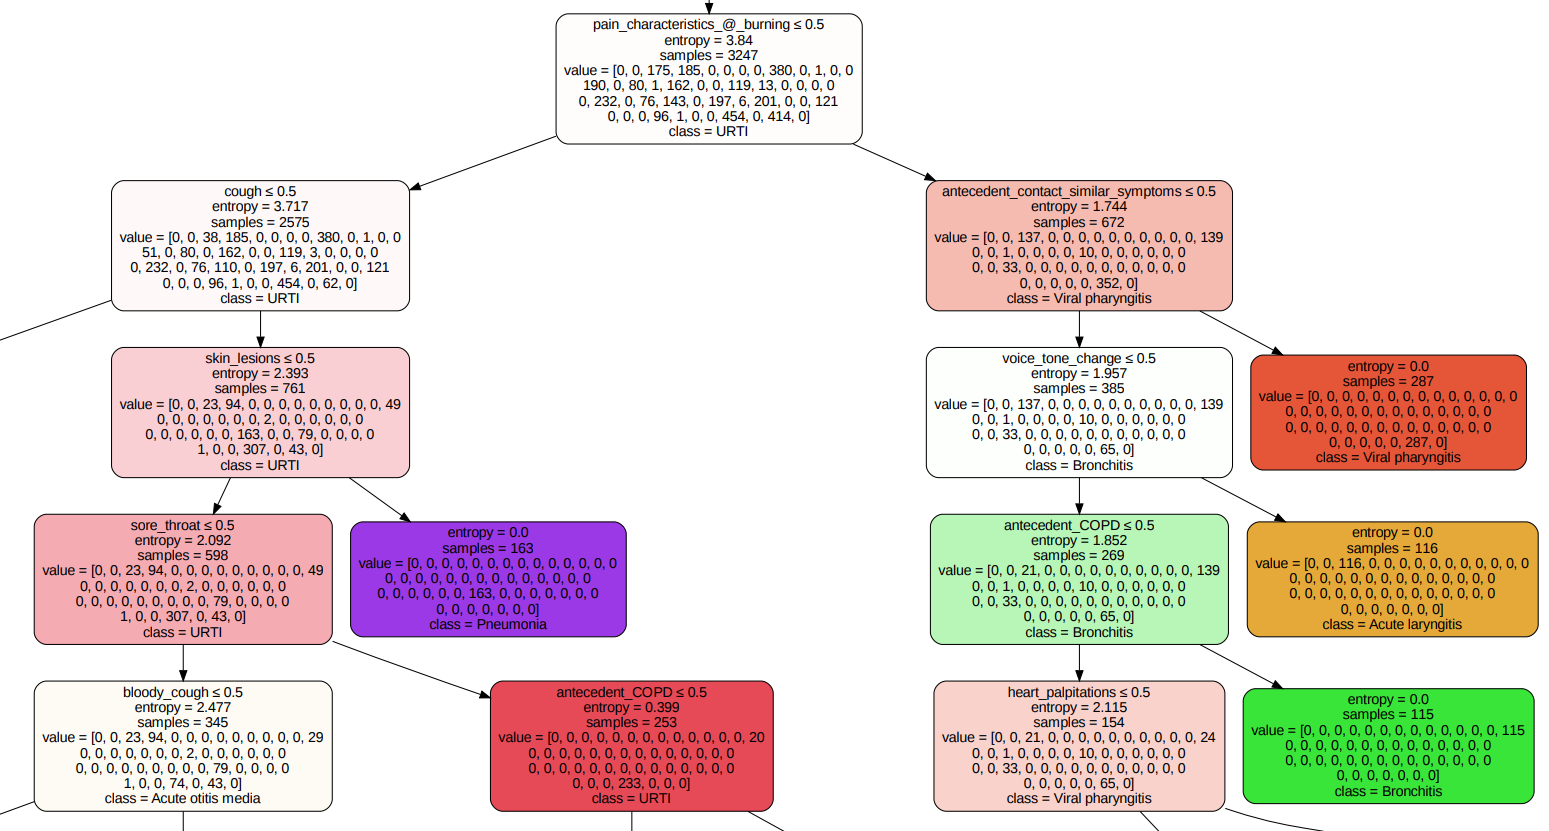 pain_characteristics_@_burning ≤ 0.5
entropy = 3.84
samples = 3247
value = [0, 0, 175, 185, 0, 0, 0, 0, 380, 0, 1, 0, 0
190, 0, 80, 1, 162, 0, 0, 119, 13, 0, 0, 0, 0
0, 232, 0, 76, 143, 0, 197, 6, 201, 0, 0, 121
0, 0, 0, 96, 1, 0, 0, 454, 0, 414, 0]
class = URTI
cough ≤ 0.5
entropy = 3.717
samples = 2575
value = [0, 0, 38, 185, 0, 0, 0, 0, 380, 0, 1, 0, 0
51, 0, 80, 0, 162, 0, 0, 119, 3, 0, 0, 0, 0
0, 232, 0, 76, 110, 0, 197, 6, 201, 0, 0, 121
0, 0, 0, 96, 1, 0, 0, 454, 0, 62, 0]
class = URTI
antecedent_contact_similar_symptoms ≤ 0.5
entropy = 1.744
samples = 672
value = [0, 0, 137, 0, 0, 0, 0, 0, 0, 0, 0, 0, 0, 139
0, 0, 1, 0, 0, 0, 0, 10, 0, 0, 0, 0, 0, 0
0, 0, 33, 0, 0, 0, 0, 0, 0, 0, 0, 0, 0, 0
0, 0, 0, 0, 0, 352, 0]
class = Viral pharyngitis
skin_lesions ≤ 0.5
entropy = 2.393
samples = 761
value = [0, 0, 23, 94, 0, 0, 0, 0, 0, 0, 0, 0, 0, 49
0, 0, 0, 0, 0, 0, 0, 2, 0, 0, 0, 0, 0, 0
0, 0, 0, 0, 0, 0, 163, 0, 0, 79, 0, 0, 0, 0
1, 0, 0, 307, 0, 43, 0]
class = URTI
voice_tone_change ≤ 0.5
entropy = 1.957
samples = 385
value = [0, 0, 137, 0, 0, 0, 0, 0, 0, 0, 0, 0, 0, 139
0, 0, 1, 0, 0, 0, 0, 10, 0, 0, 0, 0, 0, 0
0, 0, 33, 0, 0, 0, 0, 0, 0, 0, 0, 0, 0, 0
0, 0, 0, 0, 0, 65, 0]
class = Bronchitis
entropy = 0.0
samples = 287
value = [0, 0, 0, 0, 0, 0, 0, 0, 0, 0, 0, 0, 0, 0
0, 0, 0, 0, 0, 0, 0, 0, 0, 0, 0, 0, 0, 0
0, 0, 0, 0, 0, 0, 0, 0, 0, 0, 0, 0, 0, 0
0, 0, 0, 0, 0, 287, 0]
class = Viral pharyngitis
sore_throat ≤ 0.5
entropy = 2.092
samples = 598
value = [0, 0, 23, 94, 0, 0, 0, 0, 0, 0, 0, 0, 0, 49
0, 0, 0, 0, 0, 0, 0, 2, 0, 0, 0, 0, 0, 0
0, 0, 0, 0, 0, 0, 0, 0, 0, 79, 0, 0, 0, 0
1, 0, 0, 307, 0, 43, 0]
class = URTI
entropy = 0.0
samples = 163
value = [0, 0, 0, 0, 0, 0, 0, 0, 0, 0, 0, 0, 0, 0
0, 0, 0, 0, 0, 0, 0, 0, 0, 0, 0, 0, 0, 0
0, 0, 0, 0, 0, 0, 163, 0, 0, 0, 0, 0, 0, 0
0, 0, 0, 0, 0, 0, 0]
class = Pneumonia
antecedent_COPD ≤ 0.5
entropy = 1.852
samples = 269
value = [0, 0, 21, 0, 0, 0, 0, 0, 0, 0, 0, 0, 0, 139
0, 0, 1, 0, 0, 0, 0, 10, 0, 0, 0, 0, 0, 0
0, 0, 33, 0, 0, 0, 0, 0, 0, 0, 0, 0, 0, 0
0, 0, 0, 0, 0, 65, 0]
class = Bronchitis
entropy = 0.0
samples = 116
value = [0, 0, 116, 0, 0, 0, 0, 0, 0, 0, 0, 0, 0, 0
0, 0, 0, 0, 0, 0, 0, 0, 0, 0, 0, 0, 0, 0
0, 0, 0, 0, 0, 0, 0, 0, 0, 0, 0, 0, 0, 0
0, 0, 0, 0, 0, 0, 0]
class = Acute laryngitis
bloody_cough ≤ 0.5
entropy = 2.477
samples = 345
value = [0, 0, 23, 94, 0, 0, 0, 0, 0, 0, 0, 0, 0, 29
0, 0, 0, 0, 0, 0, 0, 2, 0, 0, 0, 0, 0, 0
0, 0, 0, 0, 0, 0, 0, 0, 0, 79, 0, 0, 0, 0
1, 0, 0, 74, 0, 43, 0]
class = Acute otitis media
antecedent_COPD ≤ 0.5
entropy = 0.399
samples = 253
value = [0, 0, 0, 0, 0, 0, 0, 0, 0, 0, 0, 0, 0, 20
0, 0, 0, 0, 0, 0, 0, 0, 0, 0, 0, 0, 0, 0
0, 0, 0, 0, 0, 0, 0, 0, 0, 0, 0, 0, 0, 0
0, 0, 0, 233, 0, 0, 0]
class = URTI
heart_palpitations ≤ 0.5
entropy = 2.115
samples = 154
value = [0, 0, 21, 0, 0, 0, 0, 0, 0, 0, 0, 0, 0, 24
0, 0, 1, 0, 0, 0, 0, 10, 0, 0, 0, 0, 0, 0
0, 0, 33, 0, 0, 0, 0, 0, 0, 0, 0, 0, 0, 0
0, 0, 0, 0, 0, 65, 0]
class = Viral pharyngitis
entropy = 0.0
samples = 115
value = [0, 0, 0, 0, 0, 0, 0, 0, 0, 0, 0, 0, 0, 115
0, 0, 0, 0, 0, 0, 0, 0, 0, 0, 0, 0, 0, 0
0, 0, 0, 0, 0, 0, 0, 0, 0, 0, 0, 0, 0, 0
0, 0, 0, 0, 0, 0, 0]
class = Bronchitis